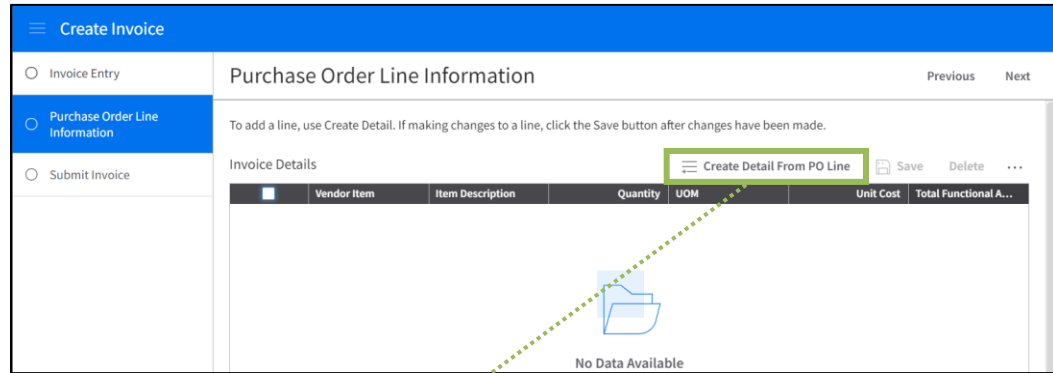 Create Invoice
Invoice Entry
Purchase Order Line
Information
Submit Invoice
Purchase Order Line Information
Previous Next
To add a line, use Create Detail. If making changes to a line, click the Save button after changes have been made.
Invoice Details
Create Detail From PO Line Save Delete ...
Vendor Item Item Description Quantity UOM Unit Cost Total Functional A...
No Data Available